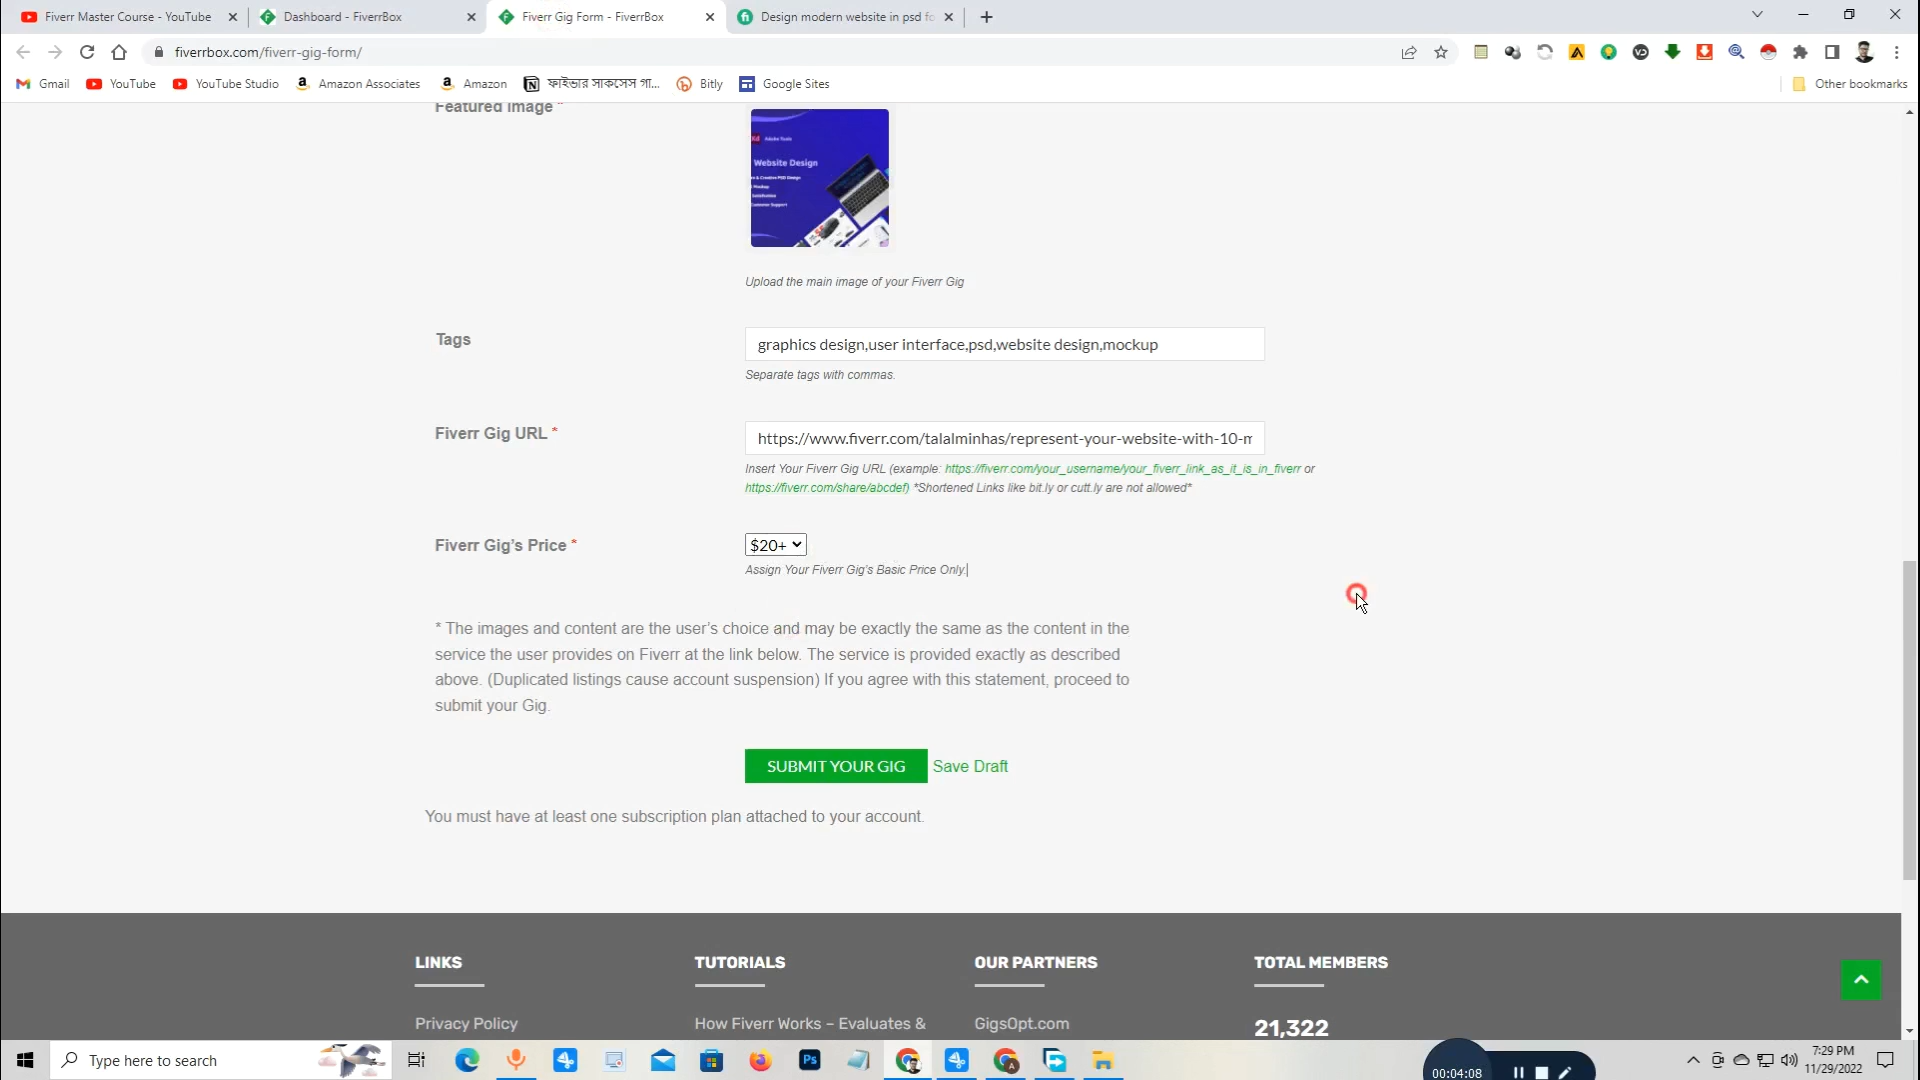 Fiverr Master Course - YouTube
Dashboard - FiverrBox
Fiverr Gig Form - FiverrBox
Design modern website in psd fo
fiverrbox.com/fiverr-gig-form/
Gmail
YouTube
YouTube Studio
Amazon Associates
Amazon
ফাইভার সাকসেস গা...
Bitly
Google Sites
Other bookmarks
Featured Image *
Adobe Tools
Website Design
Upload the main image of your Fiverr Gig
Tags
graphics design,user interface,psd,website design,mockup
Separate tags with commas.
Fiverr Gig URL *
https://www.fiverr.com/talalminhas/represent-your-website-with-10-m
Insert Your Fiverr Gig URL (example: https://fiverr.com/your_username/your_fiverr_link_as_it_is_in_fiverr or
https://fiverr.com/share/abcdef) *Shortened Links like bit.ly or cutt.ly are not allowed*
Fiverr Gig's Price *
$20+
Assign Your Fiverr Gig's Basic Price Only.
* The images and content are the user's choice and may be exactly the same as the content in the
service the user provides on Fiverr at the link below. The service is provided exactly as described
above. (Duplicated listings cause account suspension) If you agree with this statement, proceed to
submit your Gig.
SUBMIT YOUR GIG
Save Draft
You must have at least one subscription plan attached to your account.
LINKS
TUTORIALS
OUR PARTNERS
TOTAL MEMBERS
Privacy Policy
How Fiverr Works – Evaluates &
GigsOpt.com
21,322
Type here to search
Ps
00:04:08
7:29 PM
11/29/2022